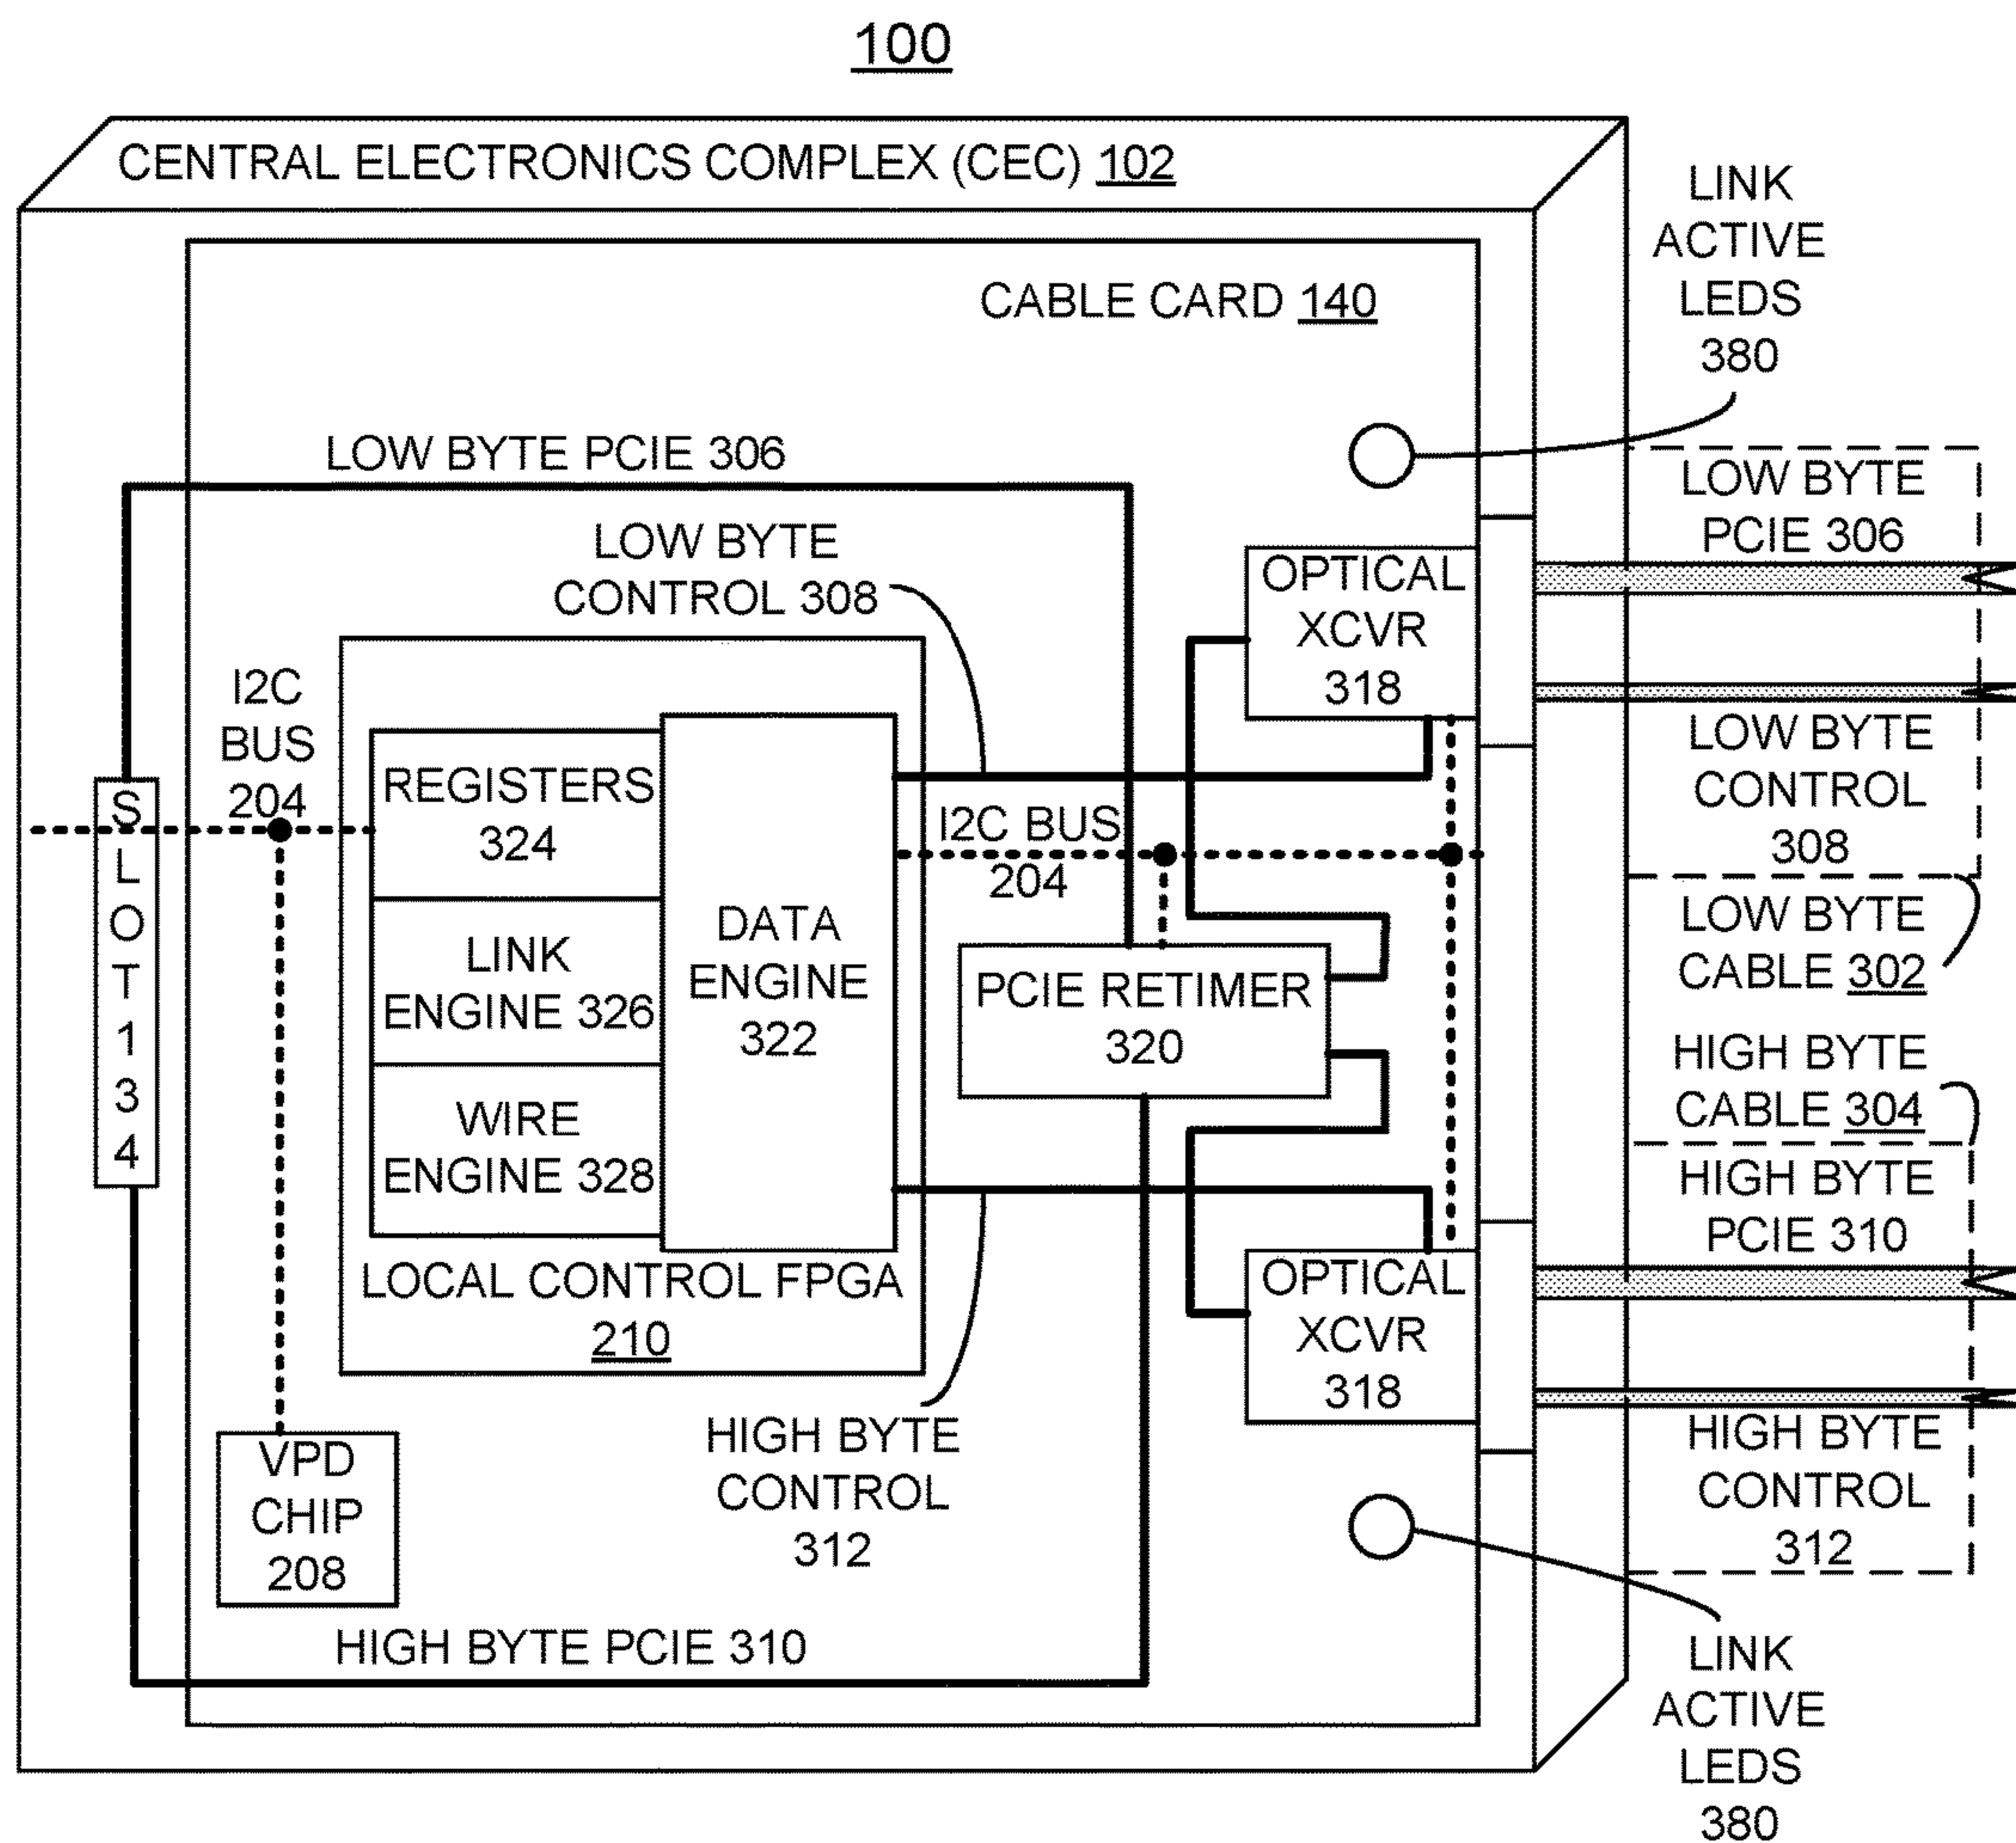 100
CENTRAL ELECTRONICS COMPLEX (CEC) 102
LINK
ACTIVE
LEDS
380
CABLE CARD 140
LOW BYTE PCIE 306
LOW BYTE
CONTROL 308
LOW BYTE
PCIE 306
OPTICAL
XCVR
318
I2C
BUS
204
SLOT134
REGISTERS
324
I2C BUS
204
LOW BYTE
CONTROL
308
LINK
ENGINE 326
DATA
ENGINE
322
PCIE RETIMER
320
LOW BYTE
CABLE 302
HIGH BYTE
CABLE 304
WIRE
ENGINE 328
HIGH BYTE
PCIE 310
LOCAL CONTROL FPGA
210
OPTICAL
XCVR
318
HIGH BYTE
CONTROL
312
HIGH BYTE
CONTROL
312
VPD
CHIP
208
HIGH BYTE PCIE 310
LINK
ACTIVE
LEDS
380